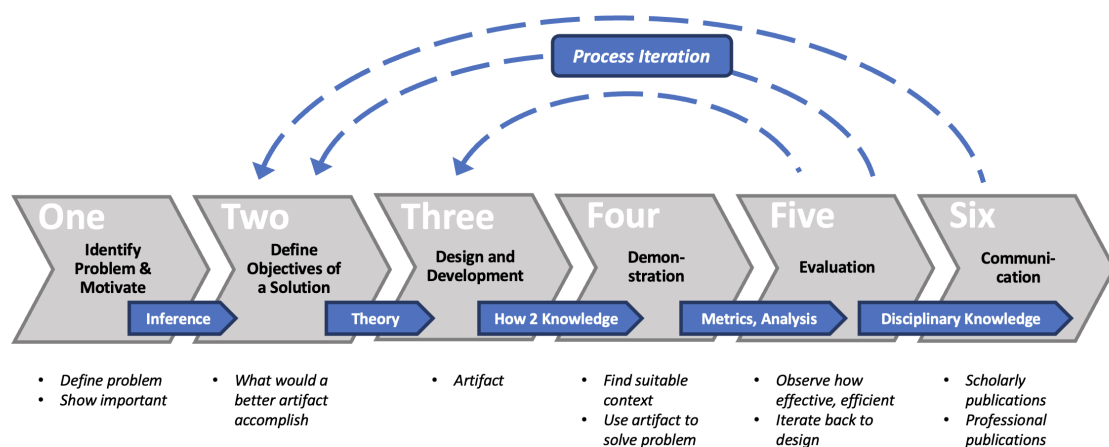 Process Iteration
One
Identify
Problem &
Motivate
Two
Define
Objectives of
a Solution
Three
Design and
Development
Four
Demon-
stration
Five
Evaluation
Six
Communi-
cation
Inference
Theory
How 2 Knowledge
Metrics, Analysis
Disciplinary Knowledge
• Define problem
• Show important
• What would a
better artifact
accomplish
• Artifact
• Find suitable
context
• Use artifact to
solve problem
• Observe how
effective, efficient
• Iterate back to
design
• Scholarly
publications
• Professional
publications